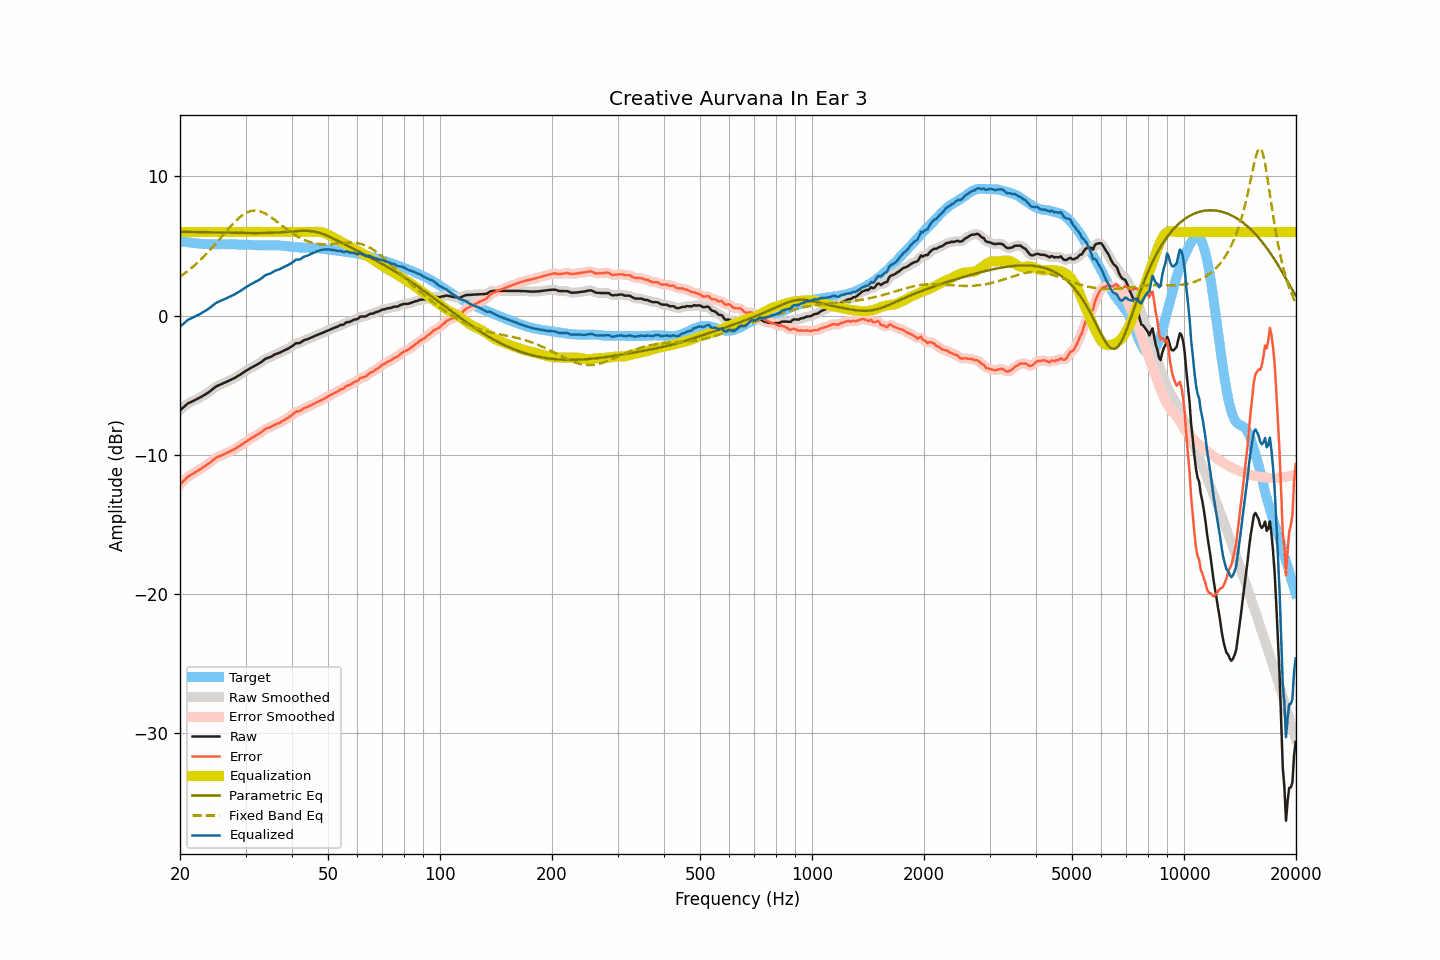 Creative Aurvana In Ear 3
10
0
−10
−20
−30
Amplitude (dBr)
Target
Raw Smoothed
Error Smoothed
Raw
Error
Equalization
Parametric Eq
Fixed Band Eq
Equalized
20 50 100 200 500 1000 2000 5000 10000 20000
Frequency (Hz)